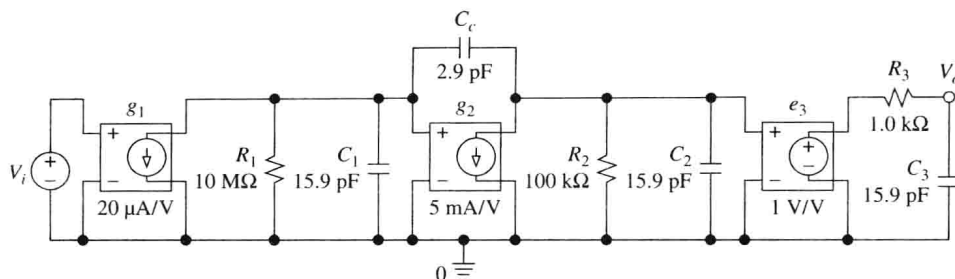 C_c
2.9 pF
g_1
g_2
e_3
R_3
V_o
1.0 kΩ
V_i
+
−
+
−
20 µA/V
R_1
10 MΩ
C_1
15.9 pF
+
−
5 mA/V
R_2
100 kΩ
C_2
15.9 pF
+
−
+
−
1 V/V
C_3
15.9 pF
0